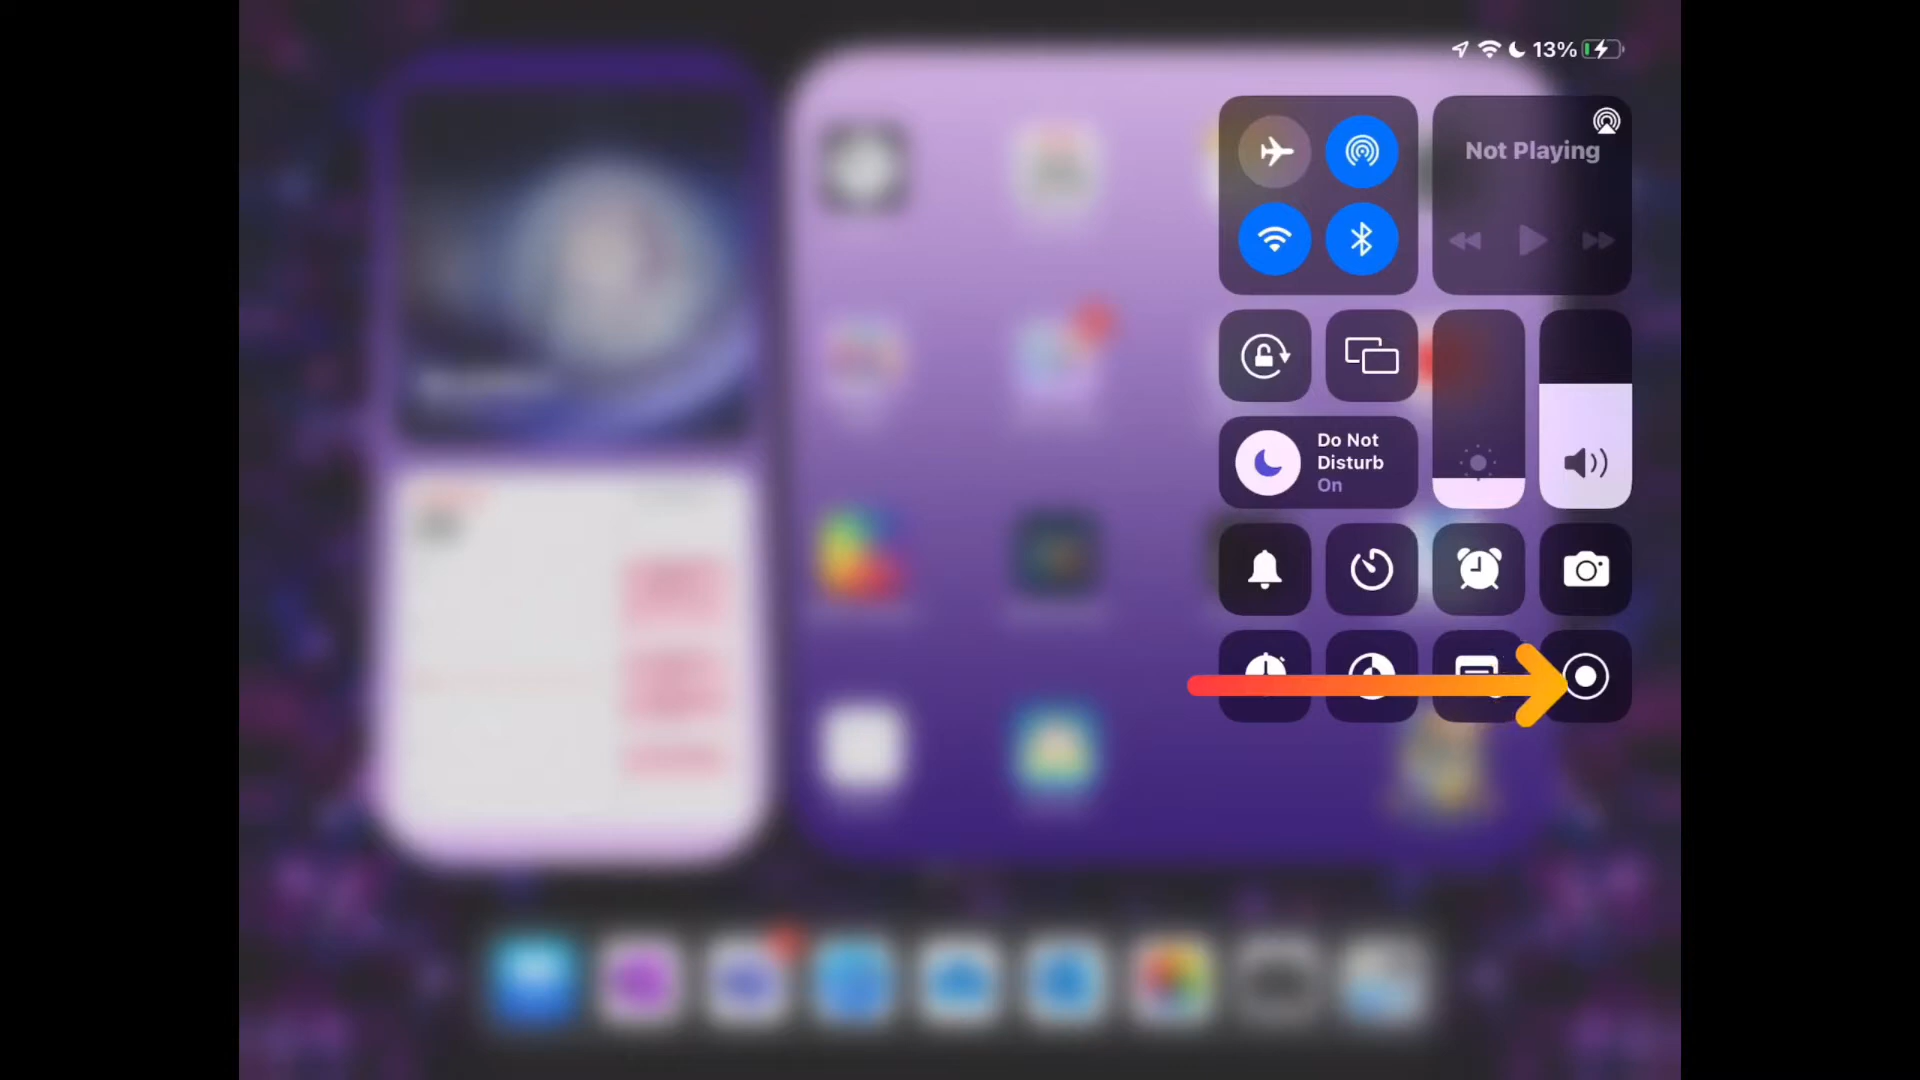 13%
Not Playing
Do Not
Disturb
On